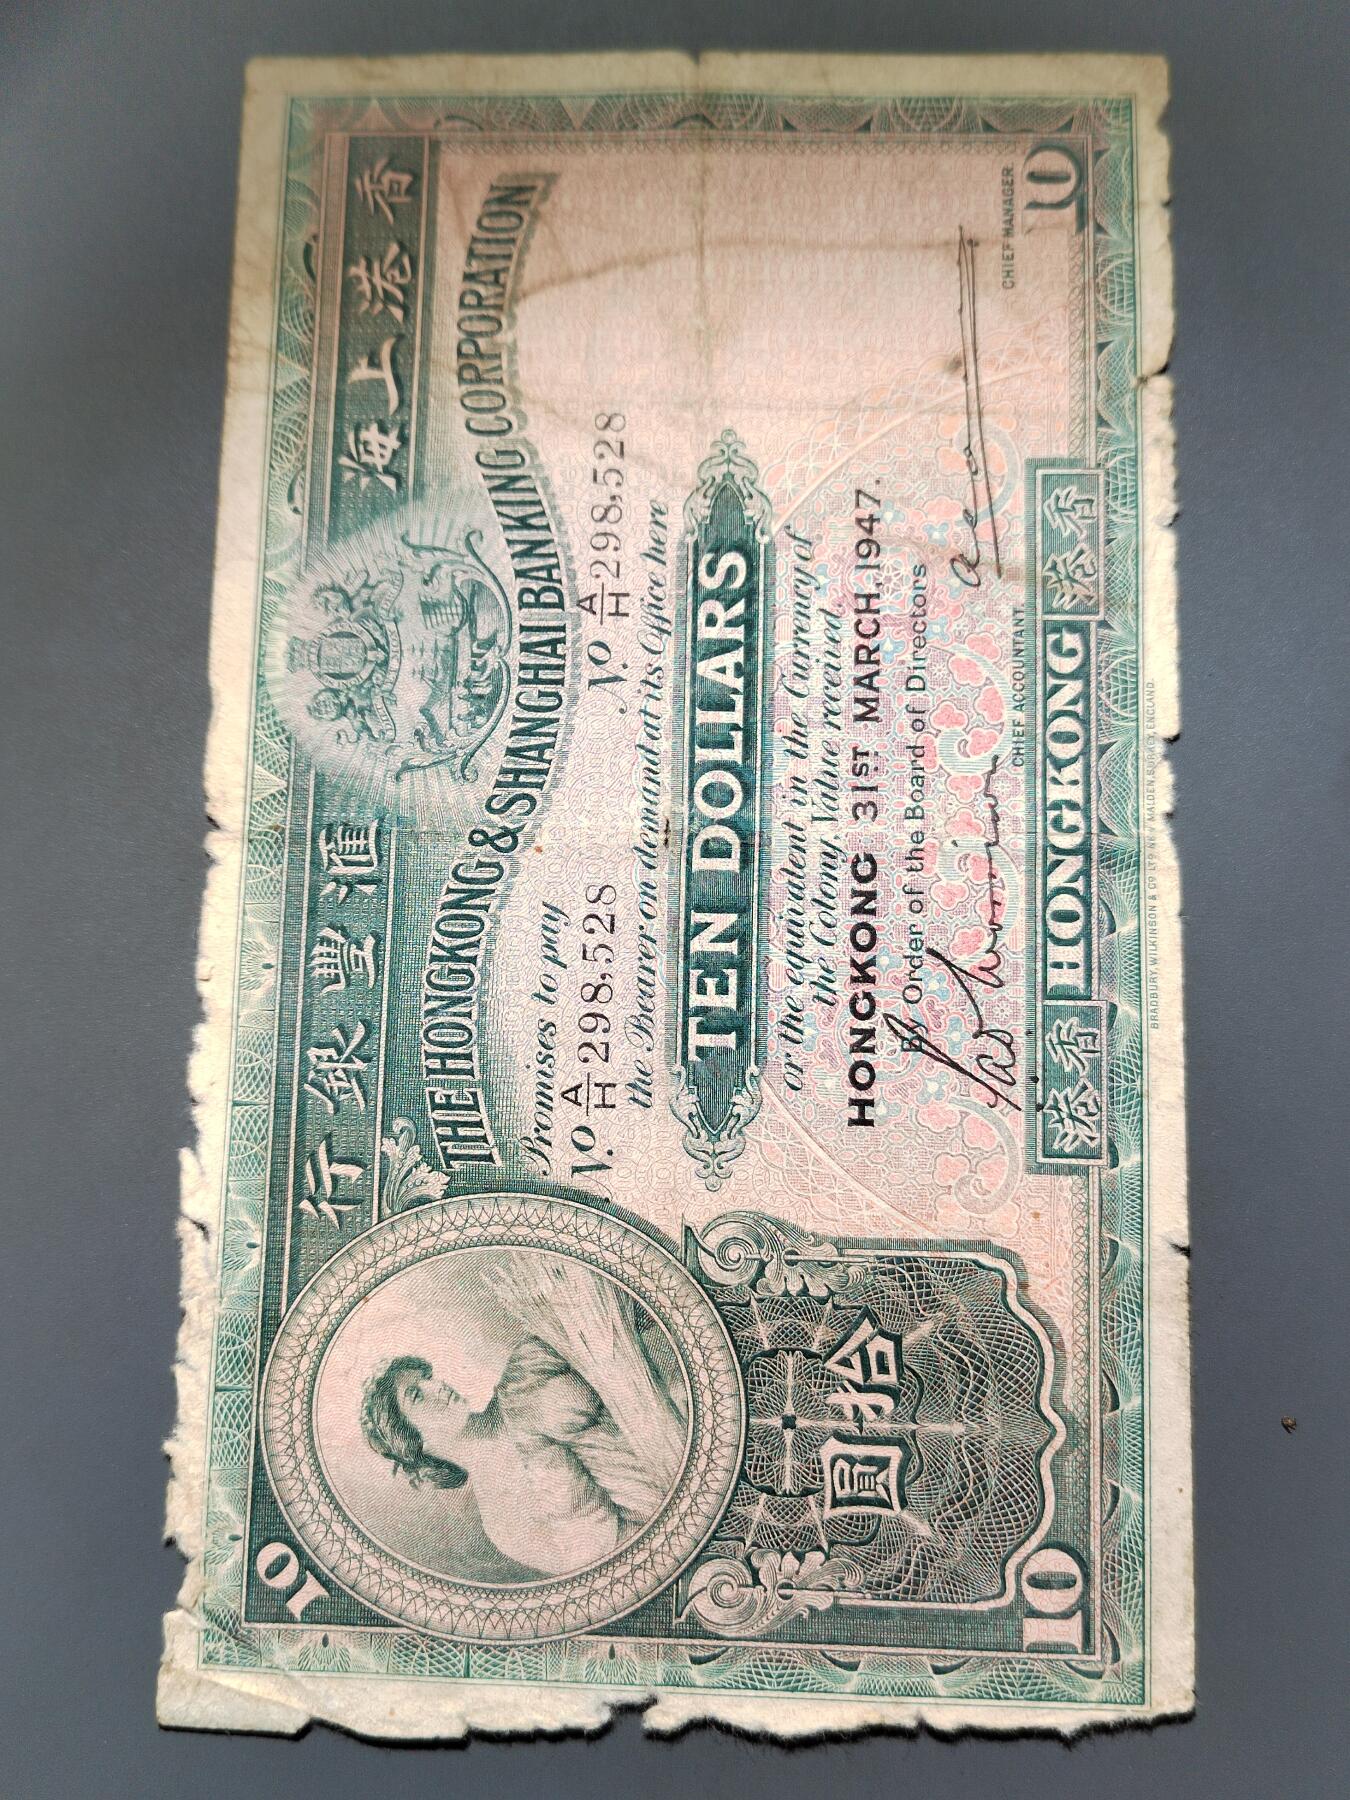 行銀豐滙 海上港香
THE HONGKONG & SHANGHAI BANKING CORPORATION
Promises to pay
No A/H 298,528 No A/H 298,528
the Bearer on demand at its Office here
TEN DOLLARS
or the equivalent in the Currency of
the Colony, Value received.
HONGKONG 31ST MARCH, 1947.
By Order of the Board of Directors
CHIEF ACCOUNTANT.
CHIEF MANAGER.
10
拾圓
10
港香 HONGKONG 港香
10
BRADBURY, WILKINSON & CO LTD NEW MALDEN, SURREY, ENGLAND.